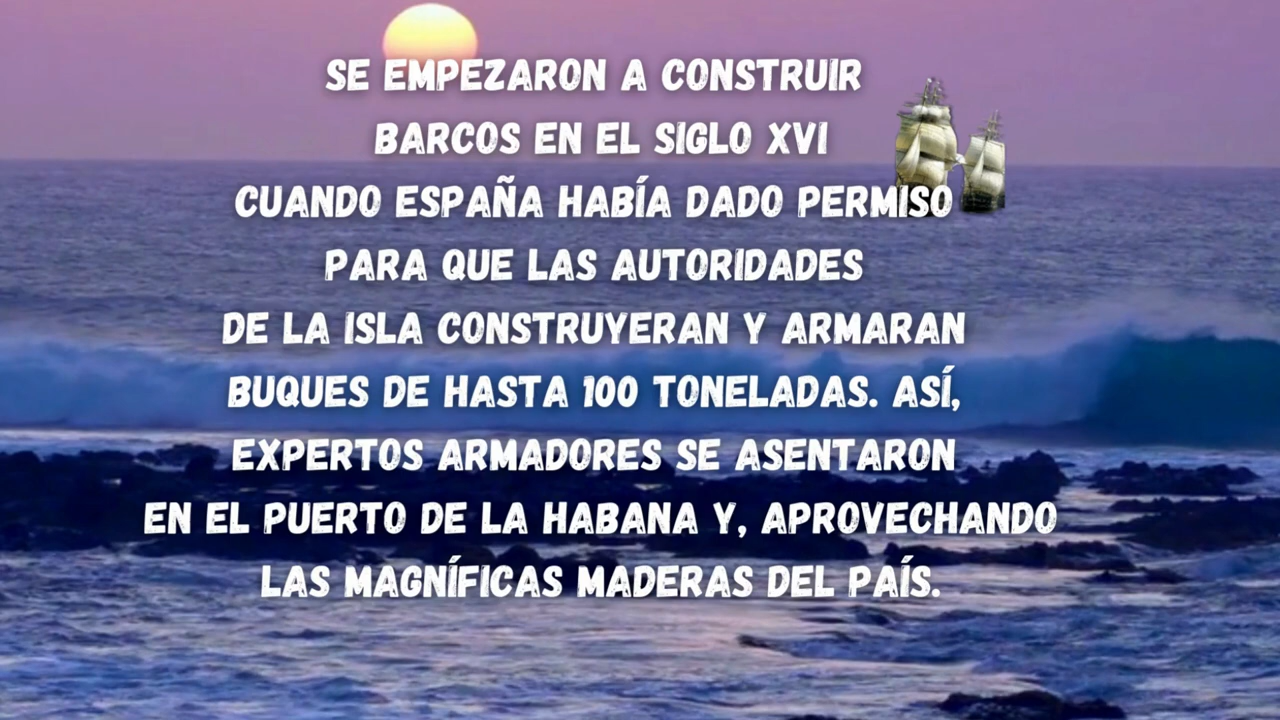 SE EMPEZARON A CONSTRUIR
BARCOS EN EL SIGLO XVI
CUANDO ESPAÑA HABÍA DADO PERMISO
PARA QUE LAS AUTORIDADES
DE LA ISLA CONSTRUYERAN Y ARMARAN
BUQUES DE HASTA 100 TONELADAS. ASÍ,
EXPERTOS ARMADORES SE ASENTARON
EN EL PUERTO DE LA HABANA Y, APROVECHANDO
LAS MAGNÍFICAS MADERAS DEL PAÍS.